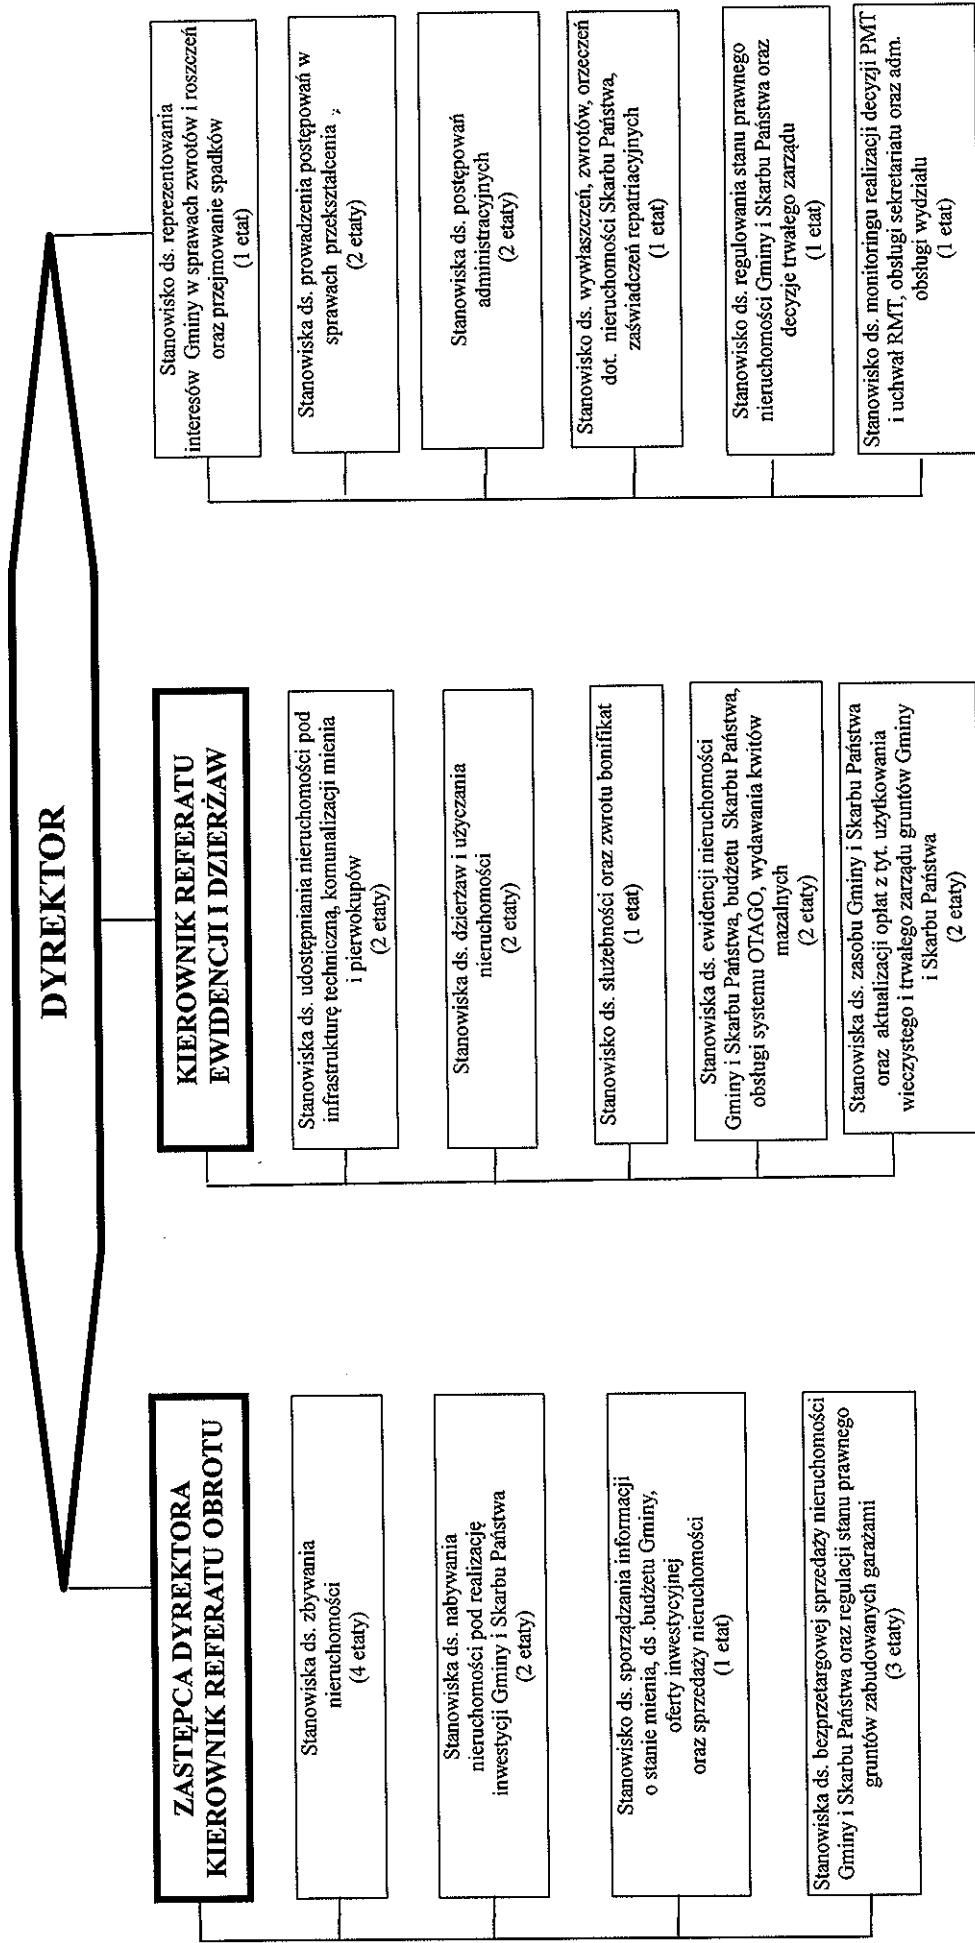 DYREKTOR
ZASTĘPCA DYREKTORA
KIEROWNIK REFERATU OBROTU
Stanowiska ds. zbywania
nieruchomości
(4 etaty)
Stanowiska ds. nabywania
nieruchomości pod realizację
inwestycji Gminy i Skarbu Państwa
(2 etaty)
Stanowisko ds. sporządzania informacji
o stanie mienia, ds .budżetu Gminy,
oferty inwestycyjnej
oraz sprzedaży nieruchomości
(1 etat)
Stanowiska ds. bezprzetargowej sprzedaży nieruchomości
Gminy i Skarbu Państwa oraz regulacji stanu prawnego
gruntów zabudowanych garażami
(3 etaty)
KIEROWNIK REFERATU
EWIDENCJI I DZIERŻAW
Stanowiska ds. udostępniania nieruchomości pod
infrastrukturę techniczną, komunalizacji mienia
i pierwokupów
(2 etaty)
Stanowiska ds. dzierżaw i użyczania
nieruchomości
(2 etaty)
Stanowisko ds. służebności oraz zwrotu bonifikat
(1 etat)
Stanowiska ds. ewidencji nieruchomości
Gminy i Skarbu Państwa, budżetu Skarbu Państwa,
obsługi systemu OTAGO, wydawania kwitów
mazalnych
(2 etaty)
Stanowiska ds. zasobu Gminy i Skarbu Państwa
oraz aktualizacji opłat z tyt. użytkowania
wieczystego i trwałego zarządu gruntów Gminy
i Skarbu Państwa
(2 etaty)
Stanowisko ds. reprezentowania
interesów Gminy w sprawach zwrotów i roszczeń
oraz przejmowanie spadków
(1 etat)
Stanowiska ds. prowadzenia postępowań w
sprawach przekształcenia
(2 etaty)
Stanowiska ds. postępowań
administracyjnych
(2 etaty)
Stanowisko ds. wywłaszczeń, zwrotów, orzeczeń
dot. nieruchomości Skarbu Państwa,
zaświadczeń repatriacyjnych
(1 etat)
Stanowisko ds. regulowania stanu prawnego
nieruchomości Gminy i Skarbu Państwa oraz
decyzje trwałego zarządu
(1 etat)
Stanowisko ds. monitoringu realizacji decyzji PMT
i uchwał RMT, obsługi sekretariatu oraz adm.
obsługi wydziału
(1 etat)